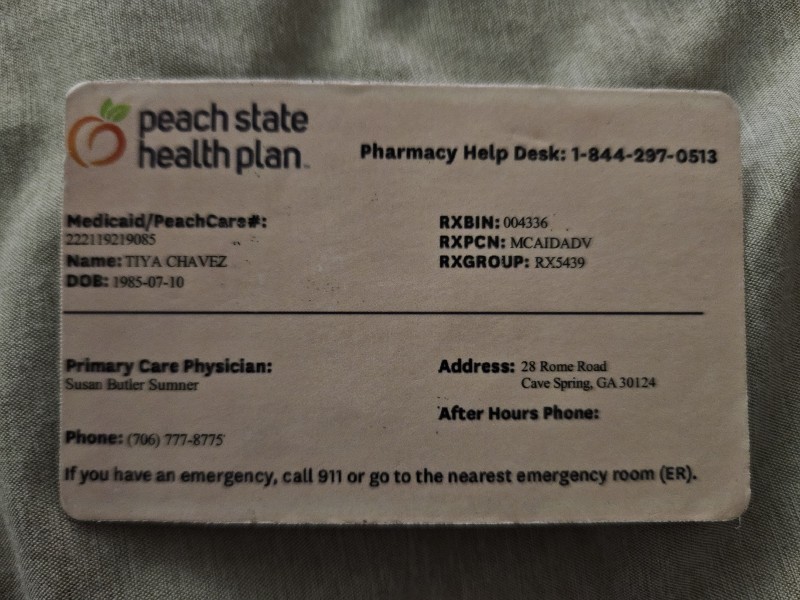 peach state
health plan™
Pharmacy Help Desk: 1-844-297-0513
Medicaid/PeachCars#:
222119219085
Name: TIYA CHAVEZ
DOB: 1985-07-10
RXBIN: 004336
RXPCN: MCAIDADV
RXGROUP: RX5439
Primary Care Physician:
Susan Butler Sumner
Phone: (706) 777-8775
Address: 28 Rome Road
Cave Spring, GA 30124
After Hours Phone:
If you have an emergency, call 911 or go to the nearest emergency room (ER).